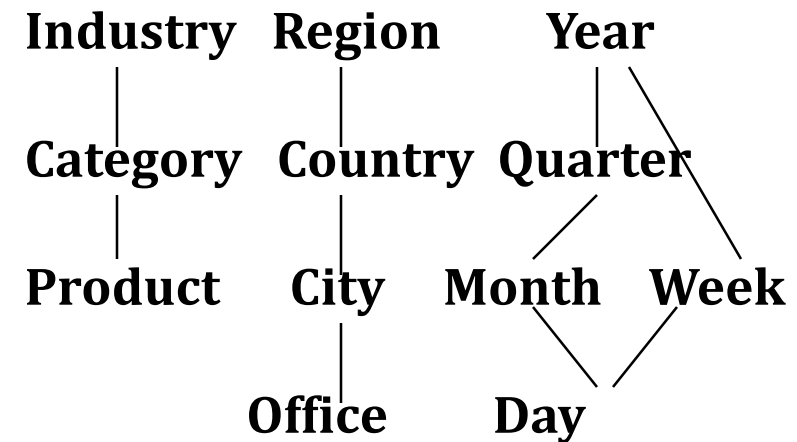 Industry Region Year
Category Country Quarter
Product City Month Week
Office Day